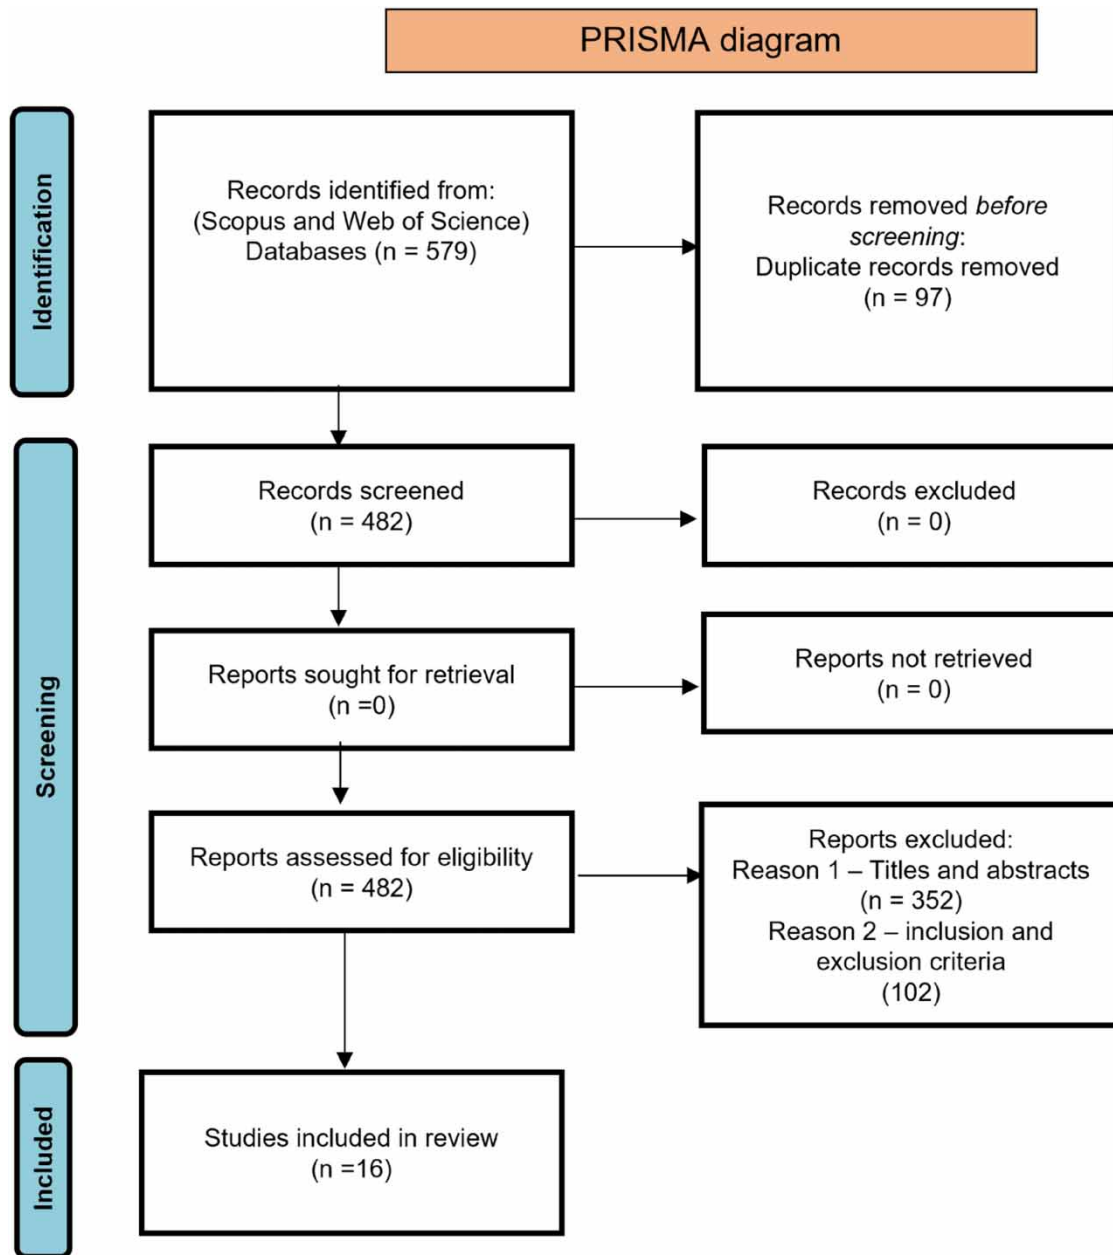 PRISMA diagram
Identification
Records identified from:
(Scopus and Web of Science)
Databases (n = 579)
Records removed before
screening:
Duplicate records removed
(n = 97)
Screening
Records screened
(n = 482)
Records excluded
(n = 0)
Reports sought for retrieval
(n =0)
Reports not retrieved
(n = 0)
Reports assessed for eligibility
(n = 482)
Reports excluded:
Reason 1 – Titles and abstracts
(n = 352)
Reason 2 – inclusion and
exclusion criteria
(102)
Included
Studies included in review
(n =16)